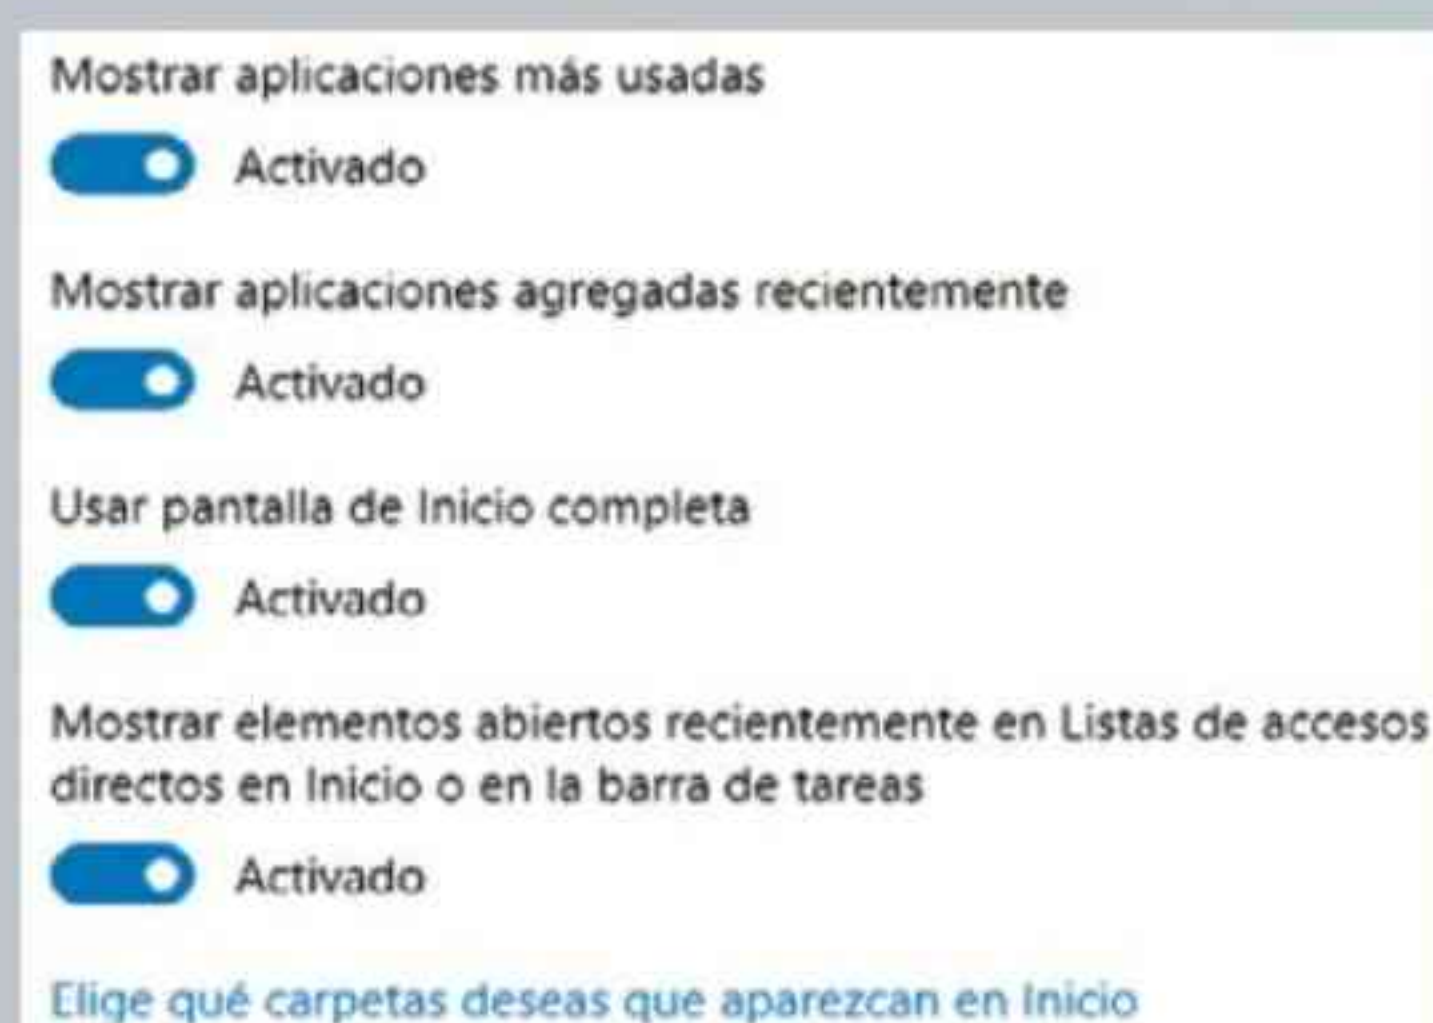 Mostrar aplicaciones más usadas
Activado
Mostrar aplicaciones agregadas recientemente
Activado
Usar pantalla de Inicio completa
Activado
Mostrar elementos abiertos recientemente en Listas de accesos
directos en Inicio o en la barra de tareas
Activado
Elige qué carpetas deseas que aparezcan en Inicio